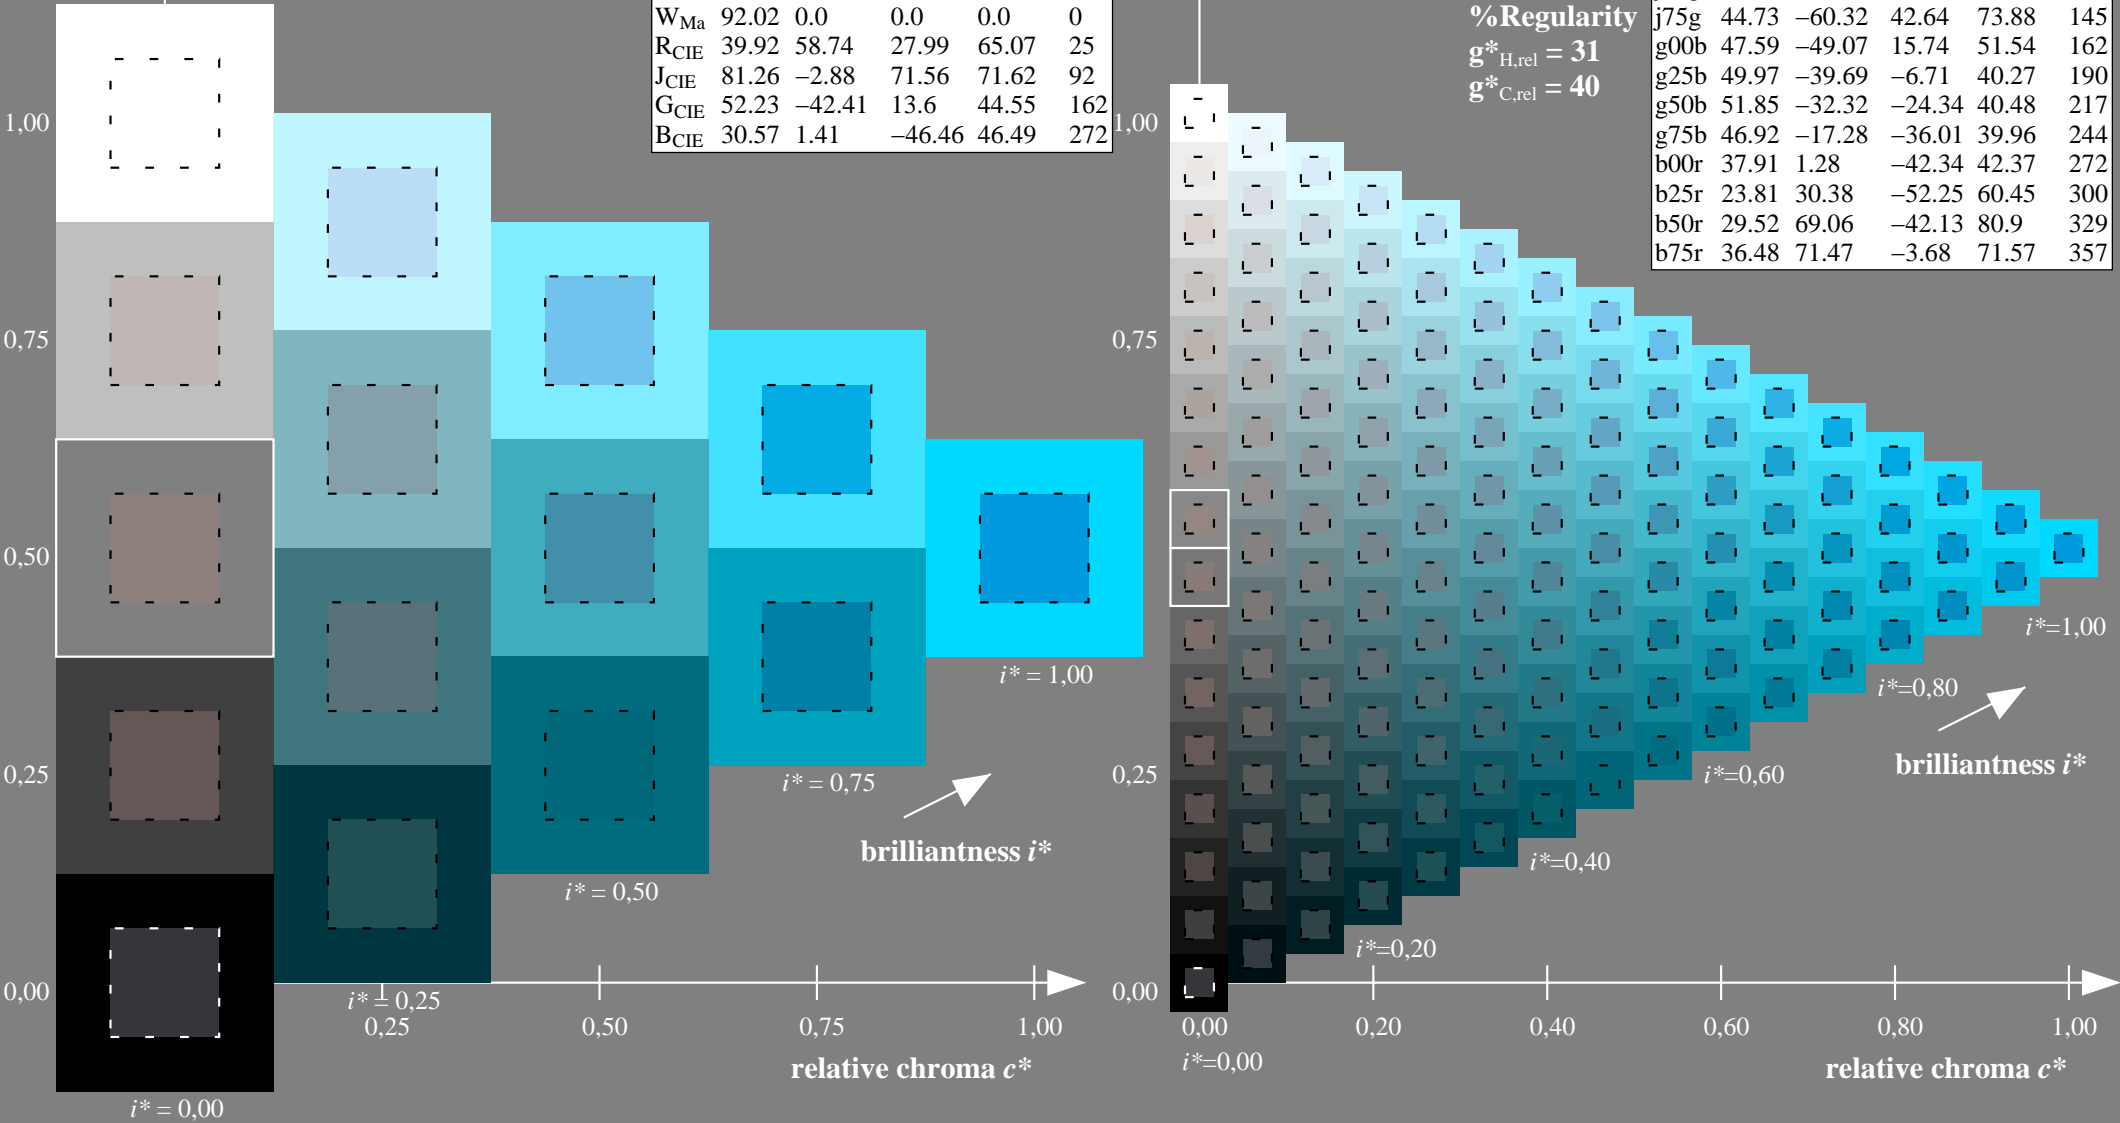 W_Ma 92.02 0.0 0.0 0.0 0
R_CIE 39.92 58.74 27.99 65.07 25
J_CIE 81.26 −2.88 71.56 71.62 92
G_CIE 52.23 −42.41 13.6 44.55 162
B_CIE 30.57 1.41 −46.46 46.49 272
1,00
0,75
0,50
0,25
0,00
i* = 1,00
i* = 0,75
brilliantness i*
i* = 0,50
i* = 0,25
0,25 0,50 0,75 1,00
relative chroma c*
i* = 0,00
%Regularity
g*H,rel = 31
g*C,rel = 40
j75g 44.73 −60.32 42.64 73.88 145
g00b 47.59 −49.07 15.74 51.54 162
g25b 49.97 −39.69 −6.71 40.27 190
g50b 51.85 −32.32 −24.34 40.48 217
g75b 46.92 −17.28 −36.01 39.96 244
b00r 37.91 1.28 −42.34 42.37 272
b25r 23.81 30.38 −52.25 60.45 300
b50r 29.52 69.06 −42.13 80.9 329
b75r 36.48 71.47 −3.68 71.57 357
1,00
0,75
0,25
0,00
i*=1,00
i*=0,80
brilliantness i*
i*=0,60
i*=0,40
i*=0,20
0,00 0,20 0,40 0,60 0,80 1,00
i*=0,00
relative chroma c*